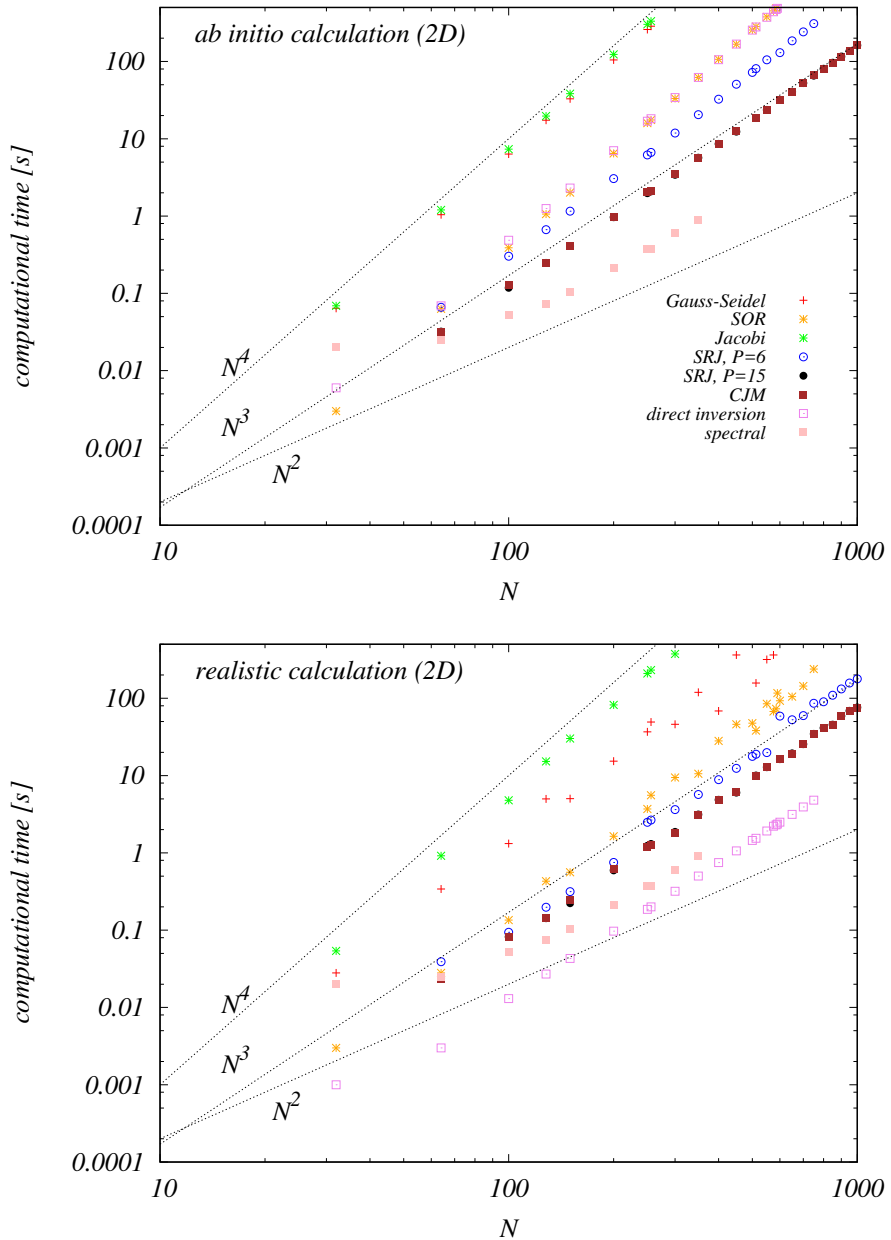 ab initio calculation (2D)
100
10
1
0.1
0.01
0.001
0.0001
computational time [s]
N^4
N^3
N^2
Gauss-Seidel
SOR
Jacobi
SRJ, P=6
SRJ, P=15
CJM
direct inversion
spectral
10 100 1000
N
realistic calculation (2D)
100
10
1
0.1
0.01
0.001
0.0001
computational time [s]
N^4
N^3
N^2
10 100 1000
N